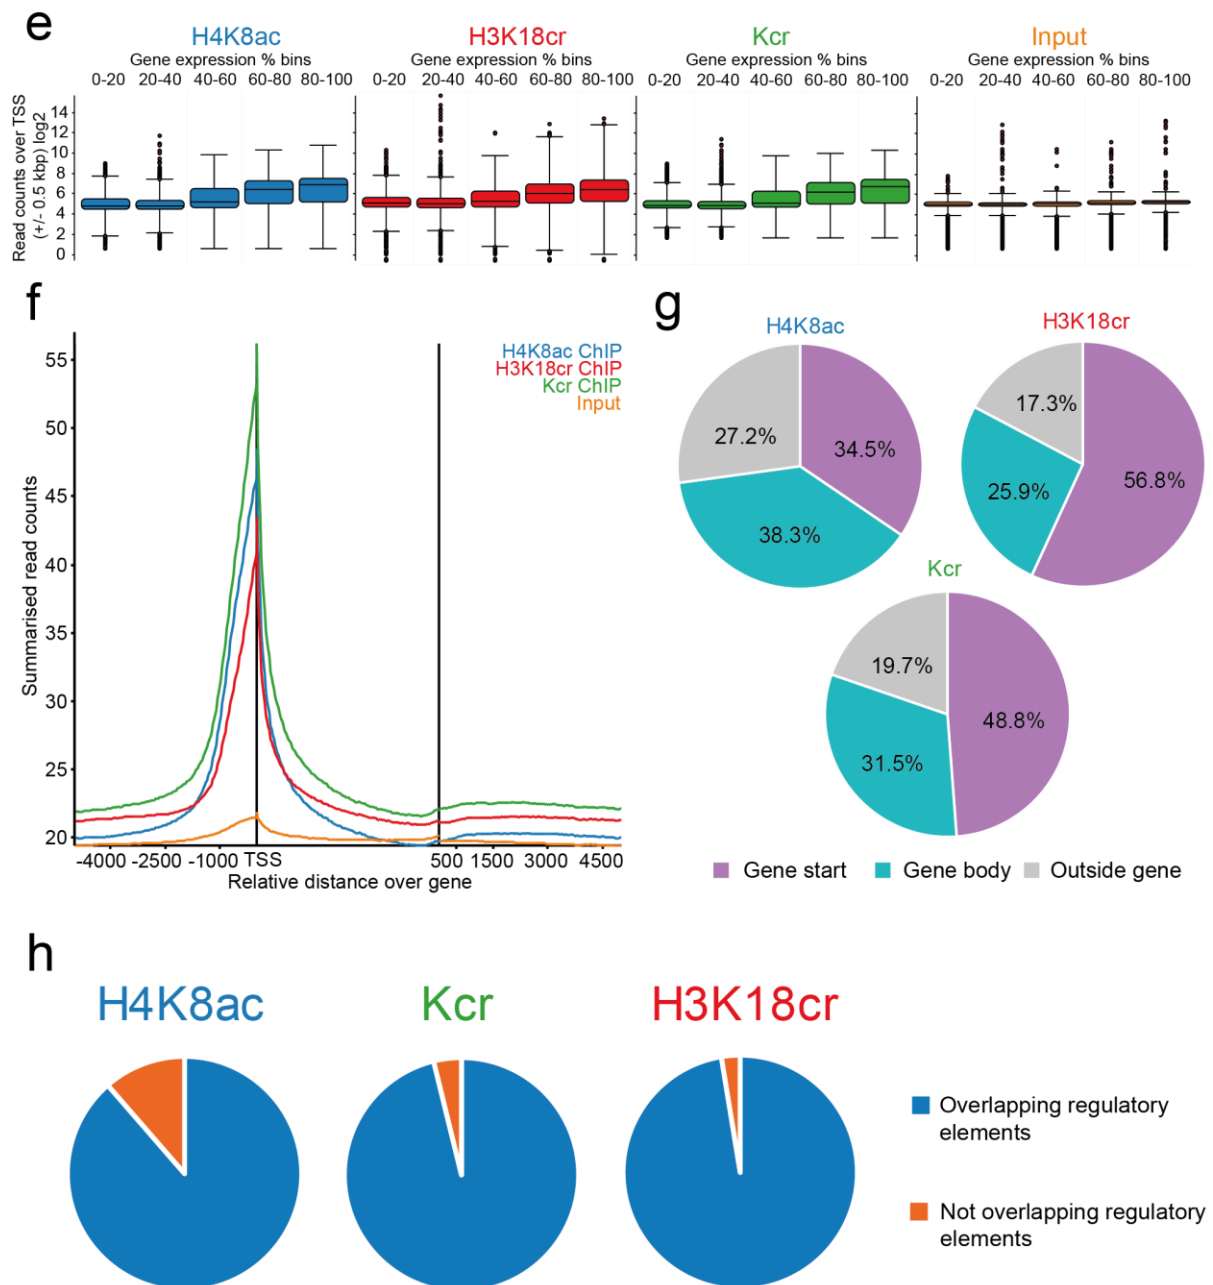 e
H4K8ac H3K18cr Kcr Input
Gene expression % bins Gene expression % bins Gene expression % bins Gene expression % bins
0-20 20-40 40-60 60-80 80-100 0-20 20-40 40-60 60-80 80-100 0-20 20-40 40-60 60-80 80-100 0-20 20-40 40-60 60-80 80-100
Read counts over TSS
(+/- 0.5 kbp) log2
14
12
10
8
6
4
2
0
f
H4K8ac ChIP
H3K18cr ChIP
Kcr ChIP
Input
Summarised read counts
55
50
45
40
35
30
25
20
-4000 -2500 -1000 TSS 500 1500 3000 4500
Relative distance over gene
g
H4K8ac
27.2%
34.5%
38.3%
H3K18cr
17.3%
56.8%
25.9%
Kcr
19.7%
48.8%
31.5%
Gene start Gene body Outside gene
h
H4K8ac Kcr H3K18cr
Overlapping regulatory
elements
Not overlapping regulatory
elements